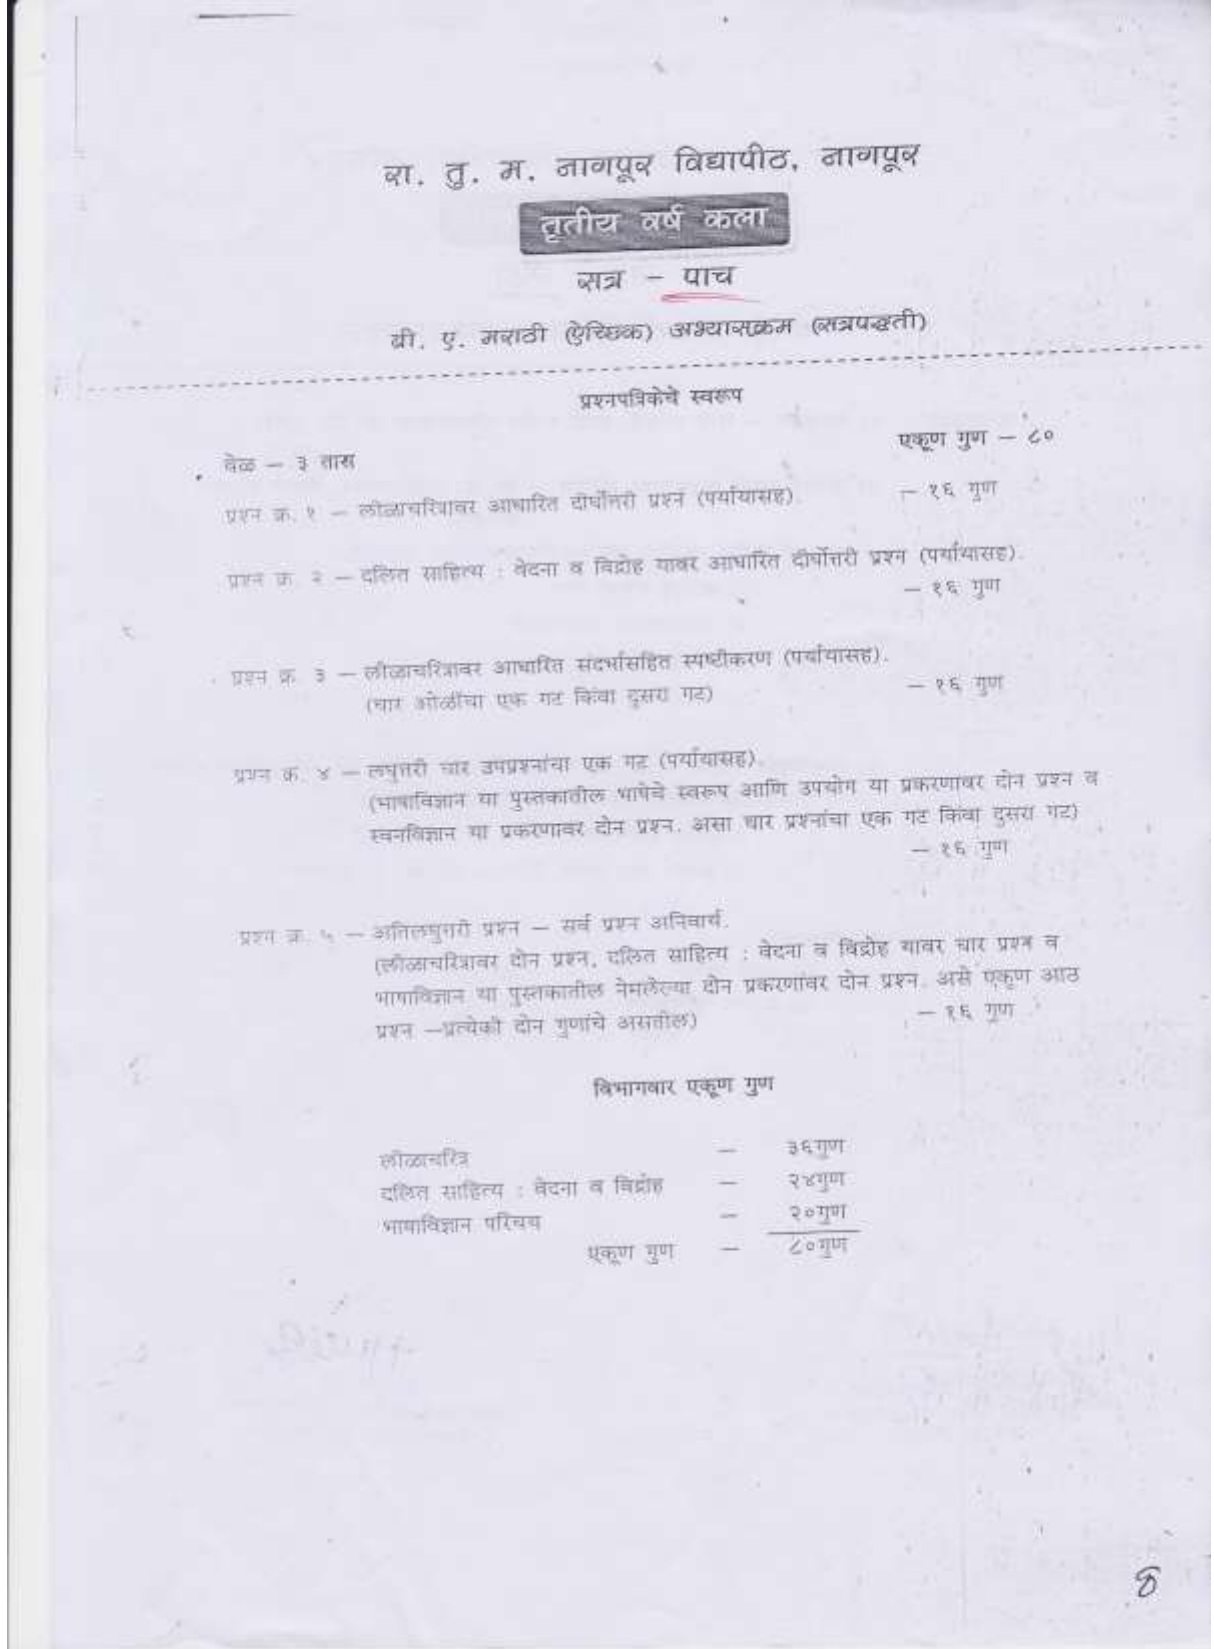 रा. तु. म. नागपूर विद्यापीठ, नागपूर
तृतीय वर्ष कला
सत्र – पाच
बी. ए. मराठी (ऐच्छिक) अभ्यासक्रम (सत्रपध्दती)
प्रश्नपत्रिकेचे स्वरूप
एकूण गुण – ८०
वेळ – ३ तास
प्रश्न क्र. १ – लीळाचरित्रावर आधारित दीर्घोत्तरी प्रश्न (पर्यायासह). – १६ गुण
प्रश्न क्र. २ – दलित साहित्य : वेदना व विद्रोह यावर आधारित दीर्घोत्तरी प्रश्न (पर्यायासह).
– १६ गुण
प्रश्न क्र. ३ – लीळाचरित्रावर आधारित संदर्भासहित स्पष्टीकरण (पर्यायासह).
(चार ओळींचा एक गट किंवा दुसरा गट) – १६ गुण
प्रश्न क्र. ४ – लघुत्तरी चार उपप्रश्नांचा एक गट (पर्यायासह).
(भाषाविज्ञान या पुस्तकातील भाषेचे स्वरूप आणि उपयोग या प्रकरणावर दोन प्रश्न व
स्वनविज्ञान या प्रकरणावर दोन प्रश्न. असा चार प्रश्नांचा एक गट किंवा दुसरा गट)
– १६ गुण
प्रश्न क्र. ५ – अतिलघुत्तरी प्रश्न – सर्व प्रश्न अनिवार्य.
(लीळाचरित्रावर दोन प्रश्न, दलित साहित्य : वेदना व विद्रोह यावर चार प्रश्न व
भाषाविज्ञान या पुस्तकातील नेमलेल्या दोन प्रकरणांवर दोन प्रश्न. असे एकूण आठ
प्रश्न –प्रत्येकी दोन गुणांचे असतील) – १६ गुण
विभागवार एकूण गुण
लीळाचरित्र – ३६गुण
दलित साहित्य : वेदना व विद्रोह – २४गुण
भाषाविज्ञान परिचय – २०गुण
एकूण गुण – ८०गुण